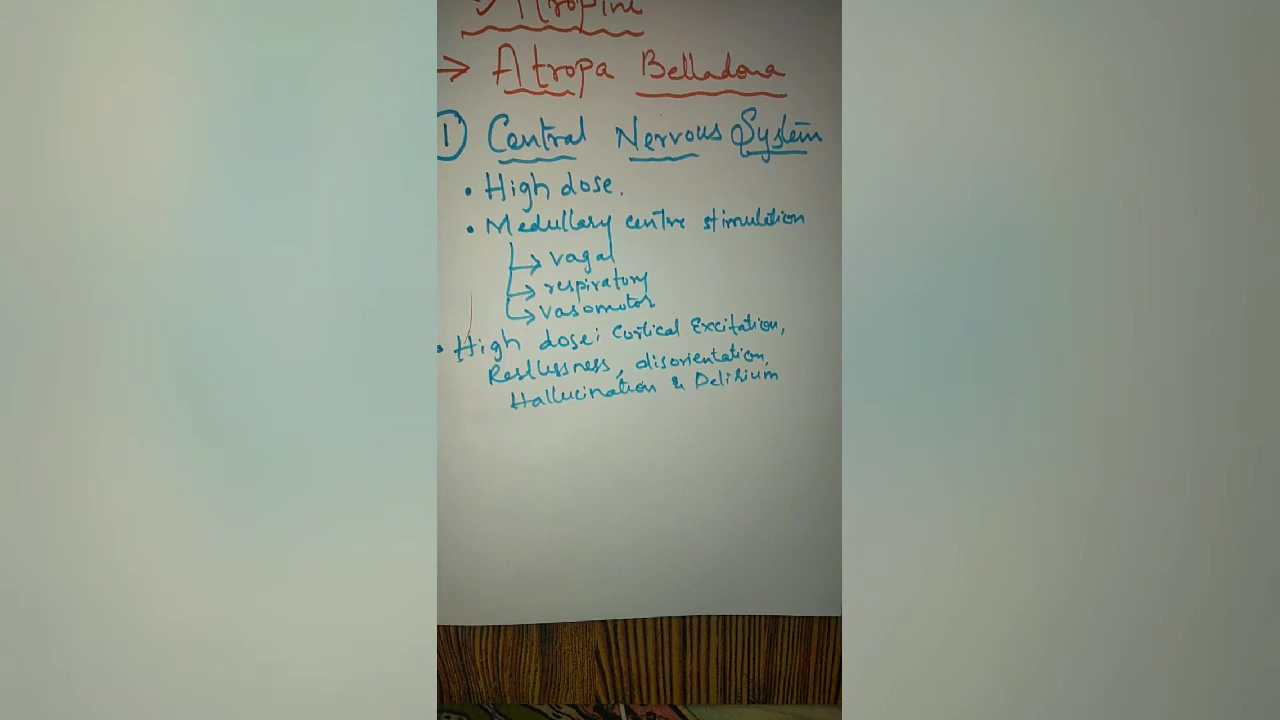 Atropine
→ Atropa Belladona
① Central Nervous System
• High dose.
• Medullary centre stimulation
→ vagal
→ respiratory
→ vasomotor
• High dose: Cortical Excitation,
Restlessness, disorientation,
Hallucination & Delirium